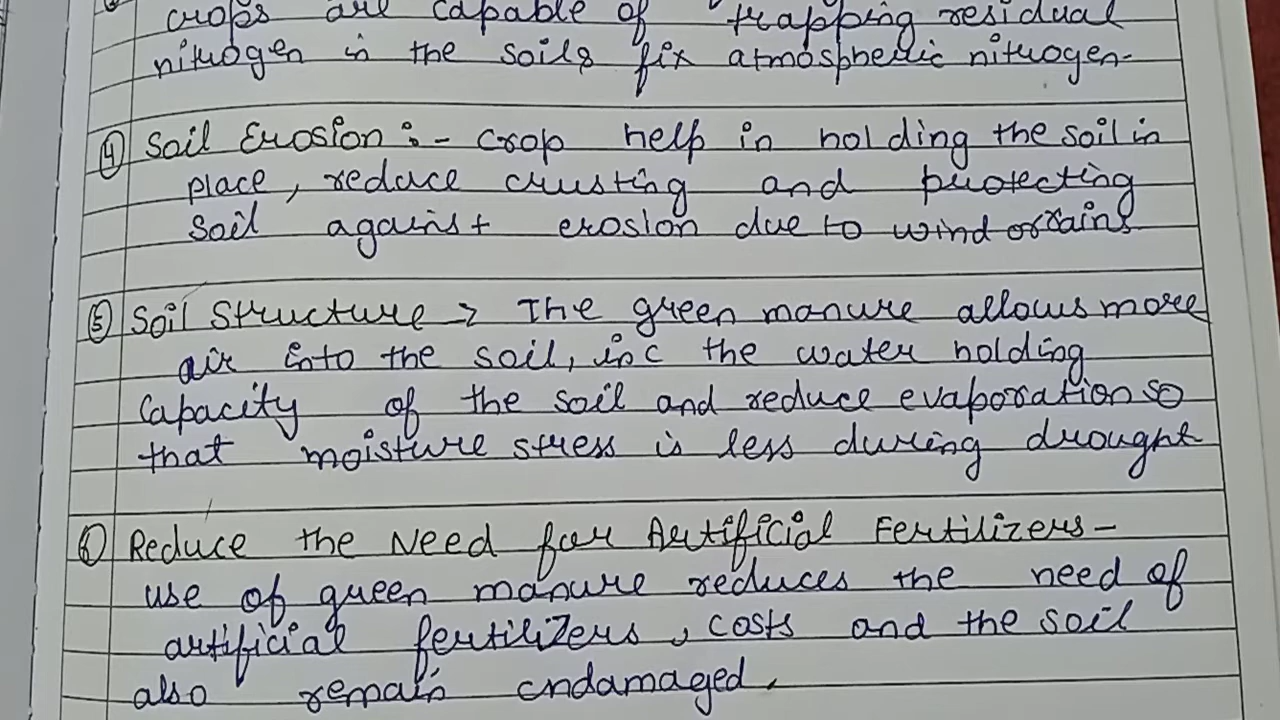 crops are capable of trapping residual
nitrogen in the soils fix atmospheric nitrogen-
④ Soil Erosion :- crop help in holding the soil in
place, reduce crusting and protecting
soil against erosion due to wind or rains
⑤ Soil Structure → The green manure allows more
air into the soil, inc the water holding
capacity of the soil and reduce evaporation so
that moisture stress is less during drought
⑥ Reduce the Need for Artificial Fertilizers-
use of green manure reduces the need of
artificial fertilizers, costs and the soil
also remain undamaged.